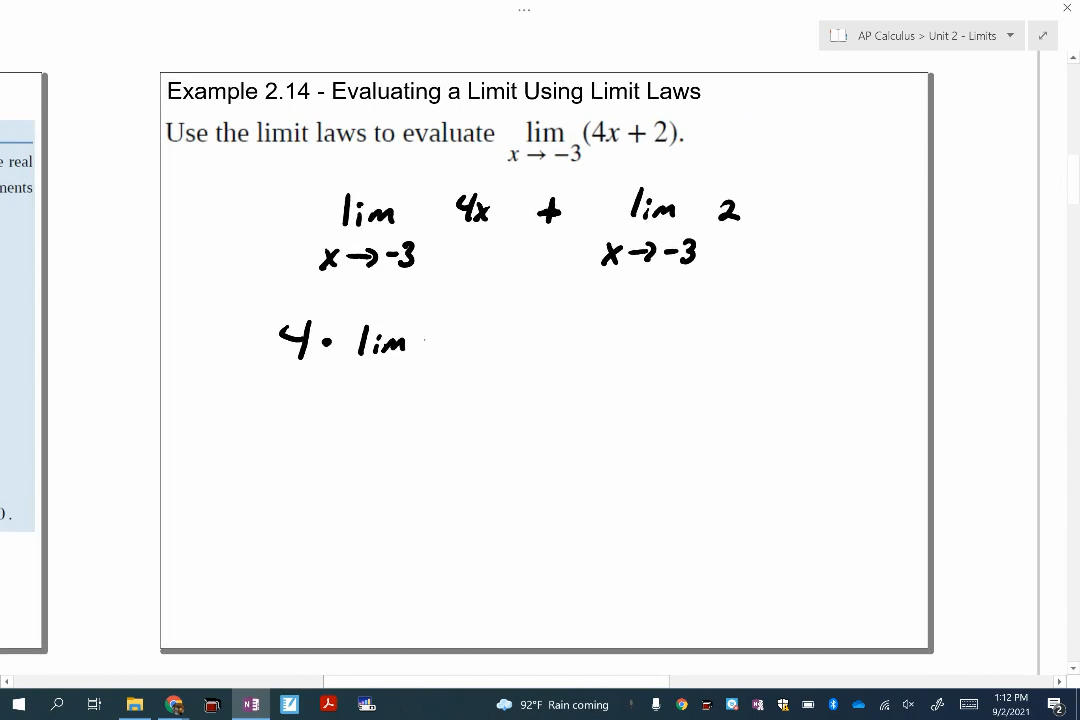 ...
AP Calculus > Unit 2 - Limits
Example 2.14 - Evaluating a Limit Using Limit Laws
Use the limit laws to evaluate lim (4x + 2).
x → −3
e real
nents
lim 4x + lim 2
x → -3 x → -3
4 • lim
).
92°F Rain coming
1:12 PM
9/2/2021
2